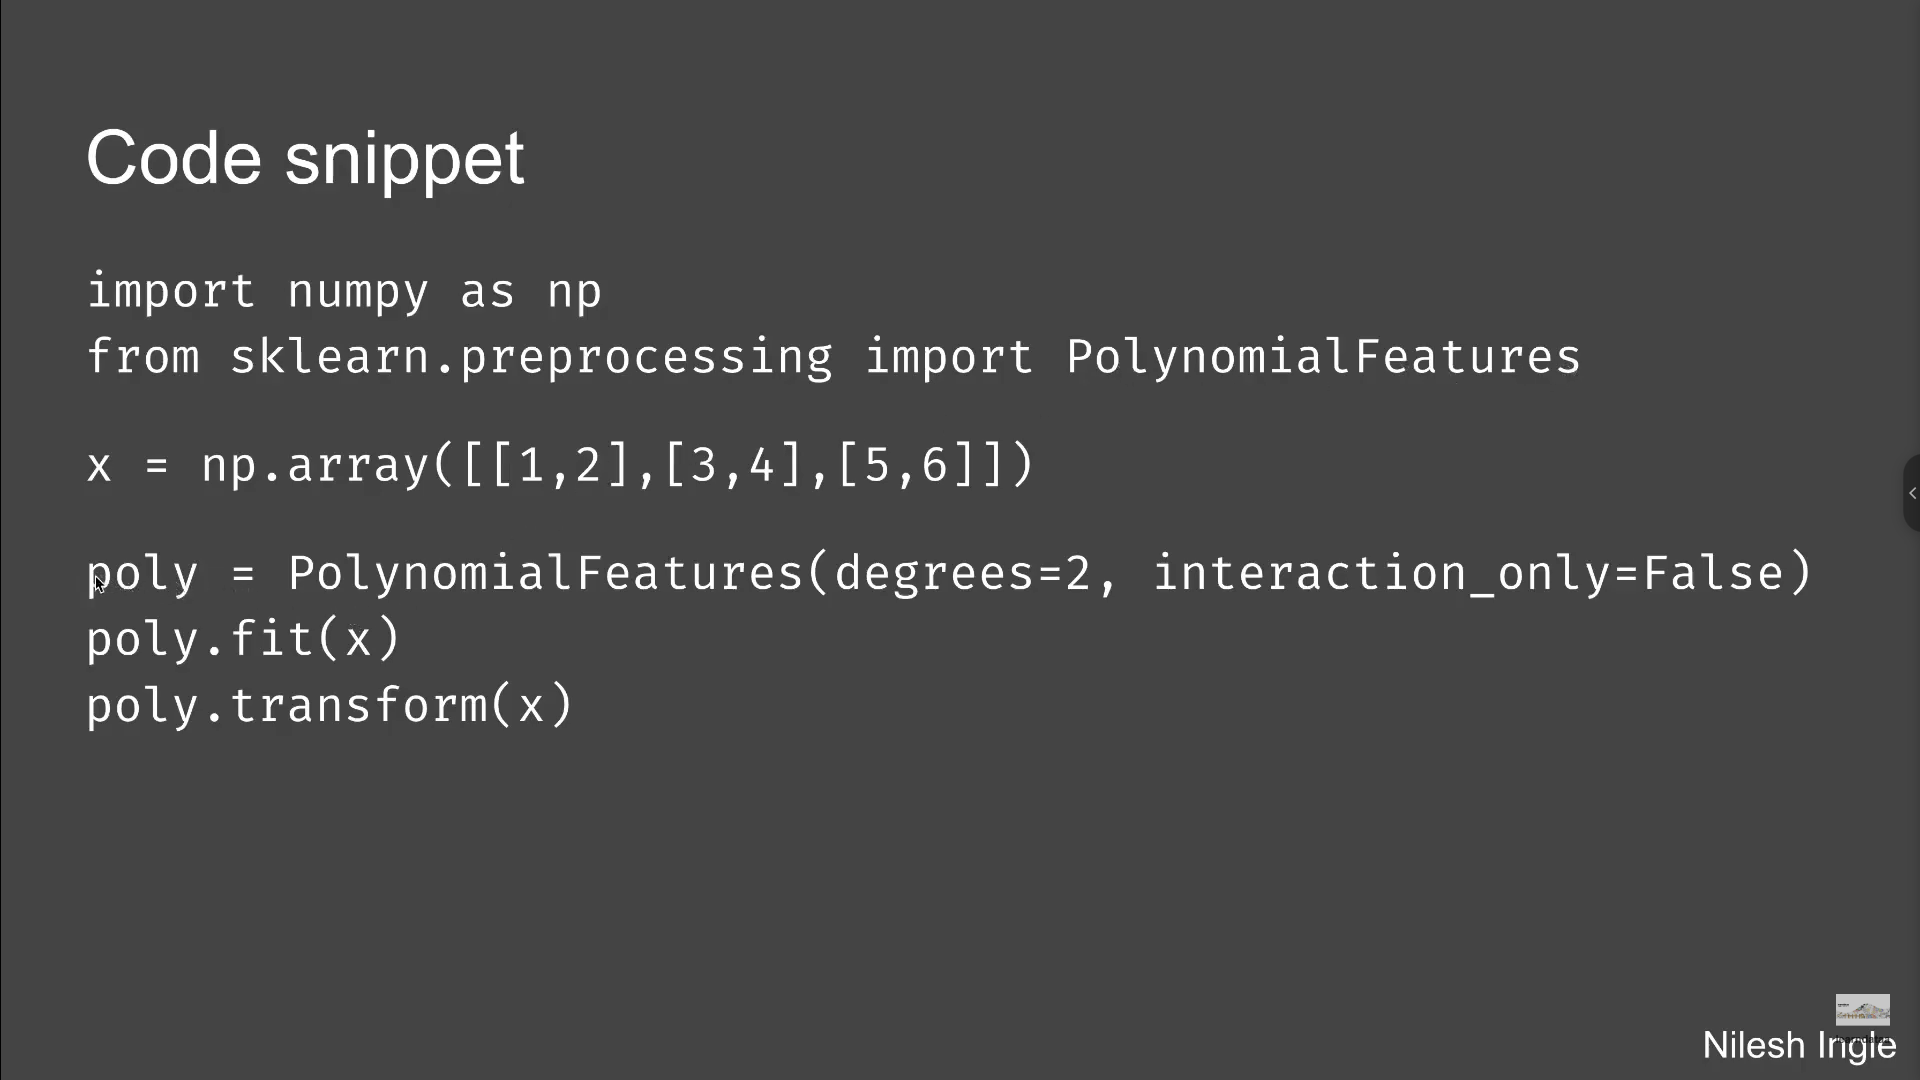 Code snippet
import numpy as np
from sklearn.preprocessing import PolynomialFeatures
x = np.array([[1,2],[3,4],[5,6]])
poly = PolynomialFeatures(degrees=2, interaction_only=False)
poly.fit(x)
poly.transform(x)
Nilesh Ingle